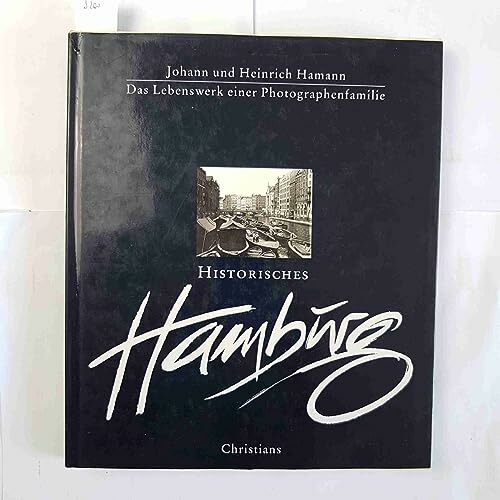 Johann und Heinrich Hamann
Das Lebenswerk einer Photographenfamilie
HISTORISCHES
Hamburg
Christians